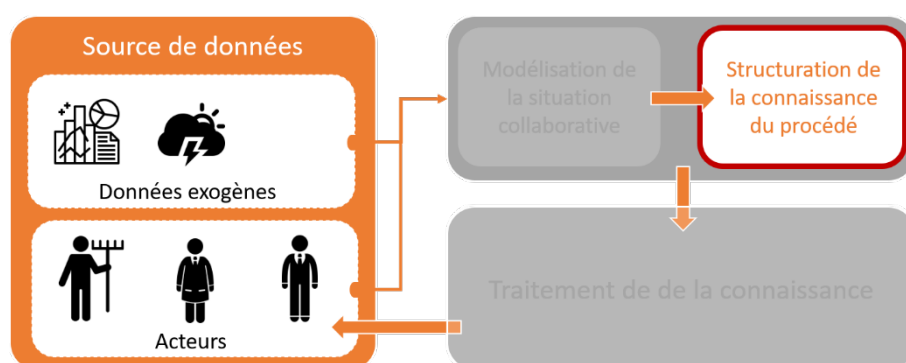 Source de données
Données exogènes
Acteurs
Modélisation de
la situation
collaborative
Structuration de
la connaissance
du procédé
Traitement de de la connaissance